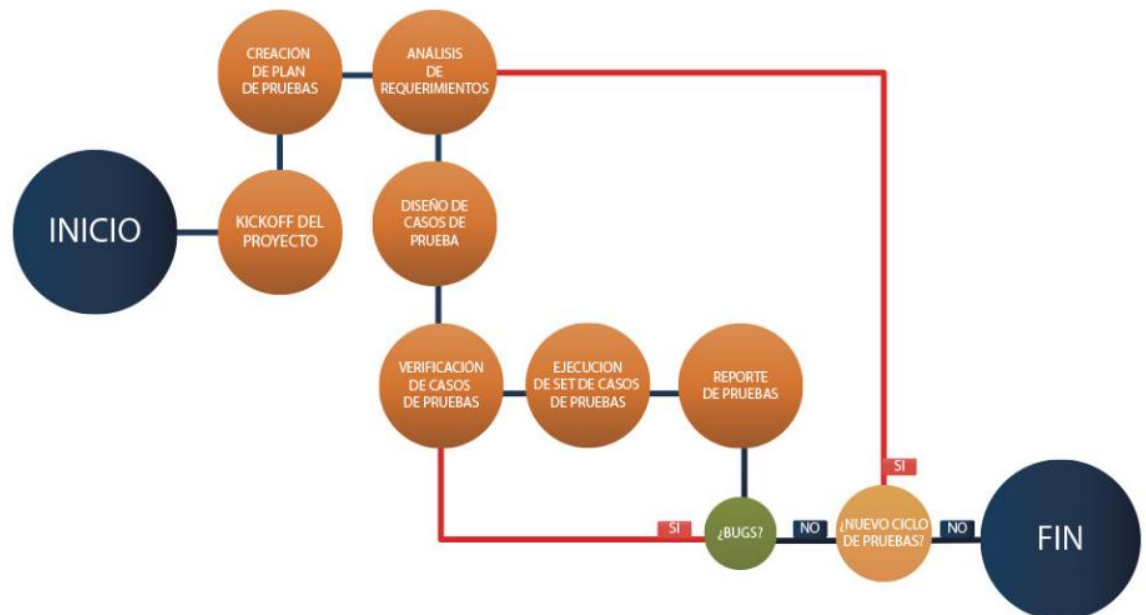 CREACIÓN
DE PLAN
DE PRUEBAS
ANÁLISIS
DE
REQUERIMIENTOS
INICIO
KICKOFF DEL
PROYECTO
DISEÑO DE
CASOS DE
PRUEBA
VERIFICACIÓN
DE CASOS
DE PRUEBAS
EJECUCION
DE SET DE CASOS
DE PRUEBAS
REPORTE
DE PRUEBAS
SI
SI
¿BUGS?
NO
¿NUEVO CICLO
DE PRUEBAS?
NO
FIN